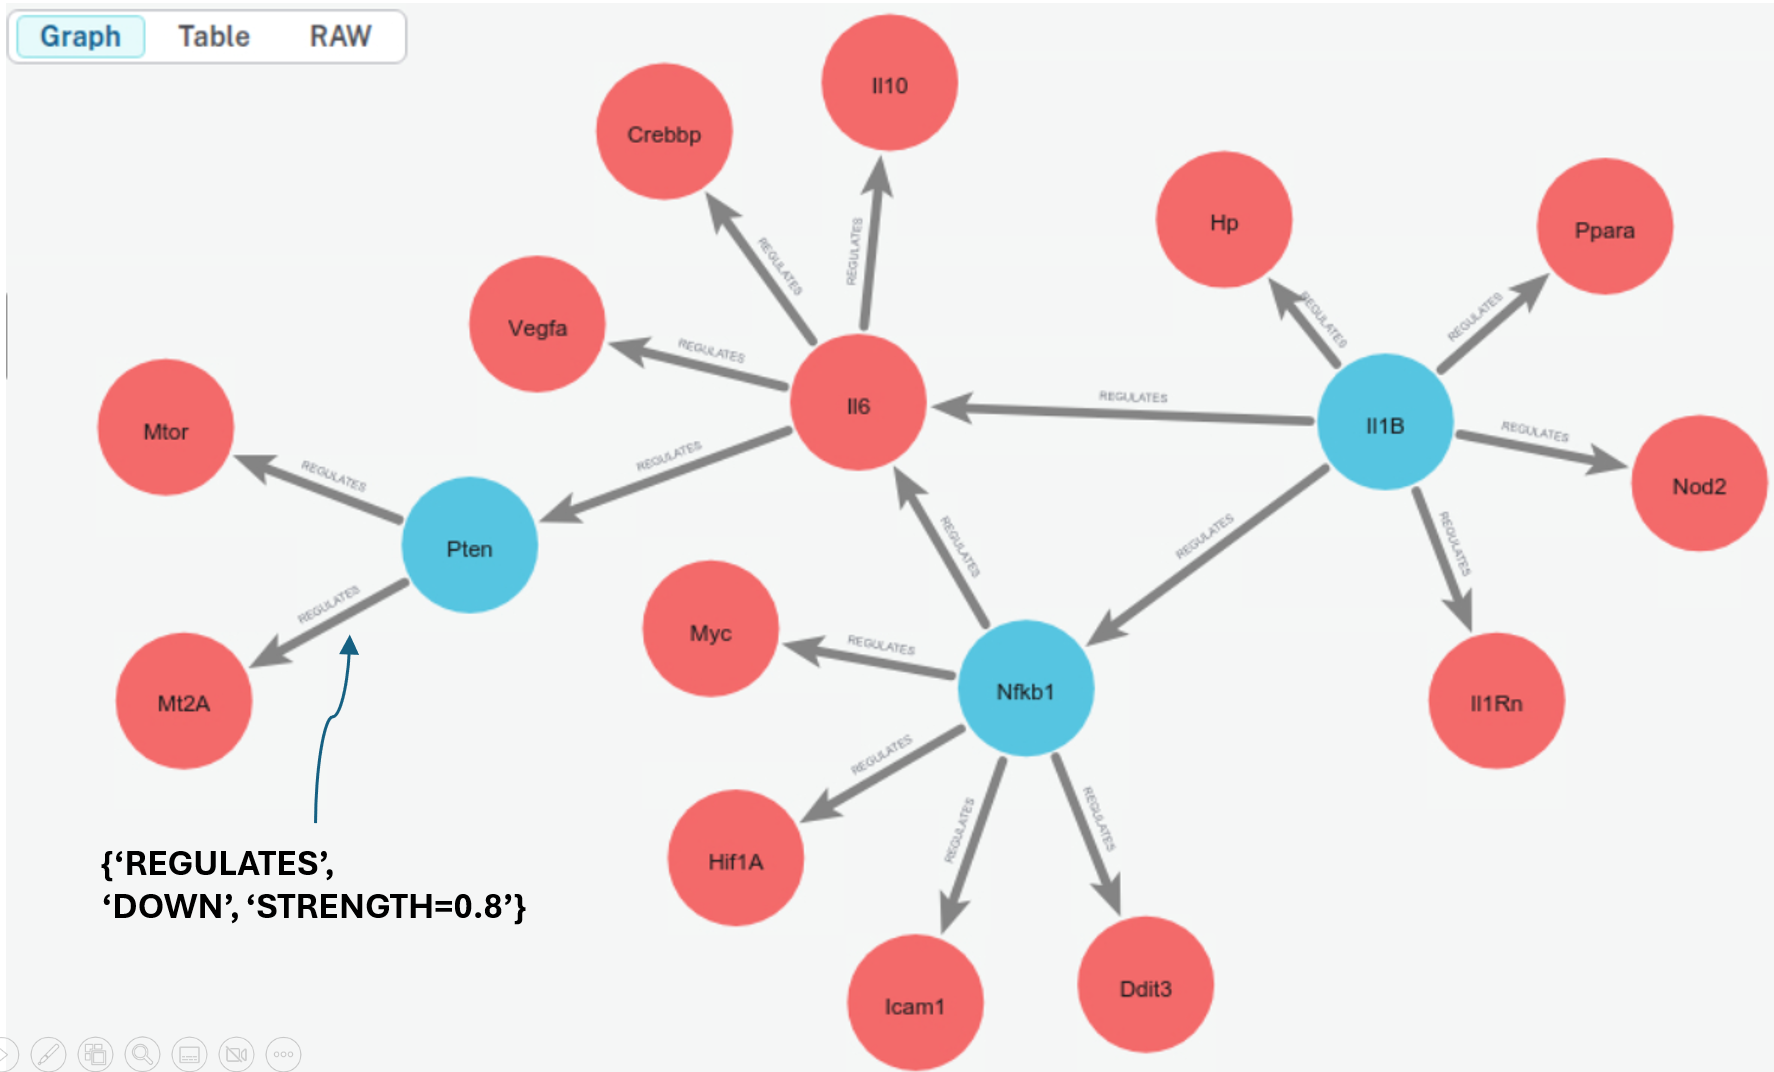 Graph Table RAW
Il10
Crebbp
Hp
Ppara
REGULATES
REGULATES
REGULATES
REGULATES
Vegfa
REGULATES
Il6
REGULATES
Il1B
Mtor
REGULATES
Nod2
REGULATES
REGULATES
Pten
REGULATES
REGULATES
REGULATES
REGULATES
Myc
REGULATES
Nfkb1
Mt2A
Il1Rn
REGULATES
REGULATES
REGULATES
Hif1A
{‘REGULATES’,
‘DOWN’, ‘STRENGTH=0.8’}
Icam1
Ddit3